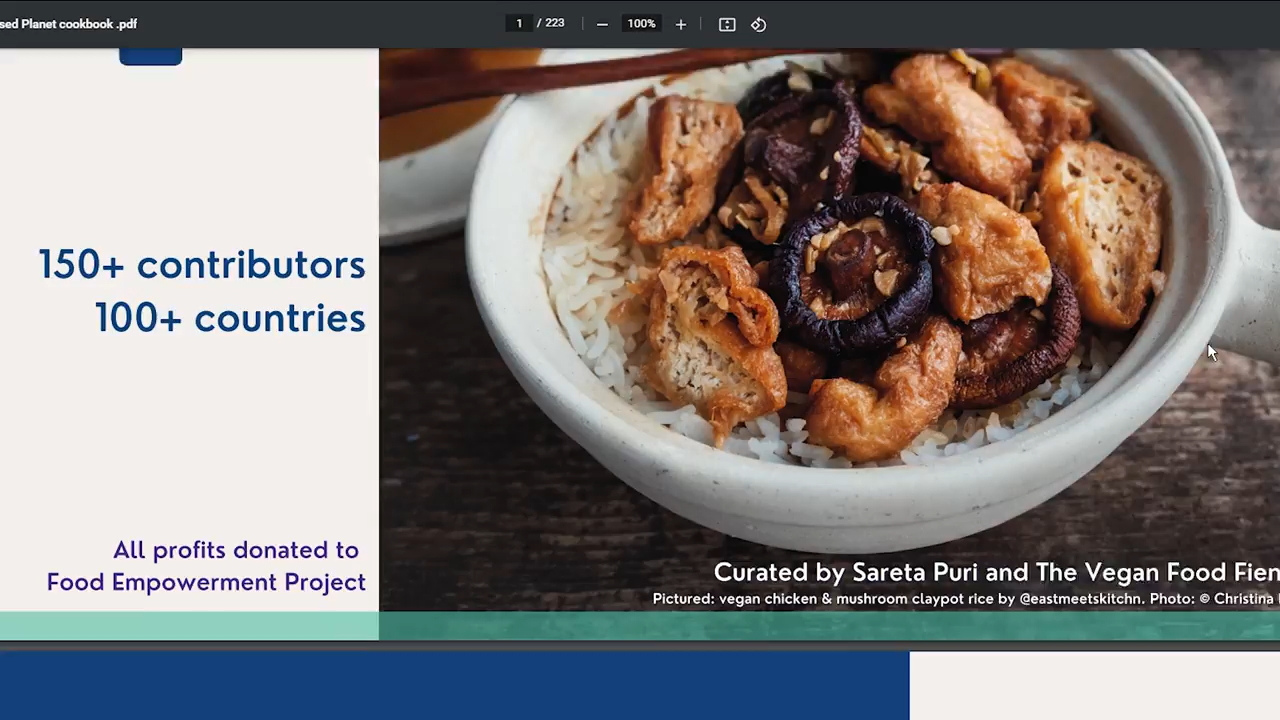 sed Planet cookbook .pdf
1 / 223
100%
150+ contributors
100+ countries
All profits donated to
Food Empowerment Project
Curated by Sareta Puri and The Vegan Food Fien
Pictured: vegan chicken & mushroom claypot rice by @eastmeetskitchn. Photo: © Christina